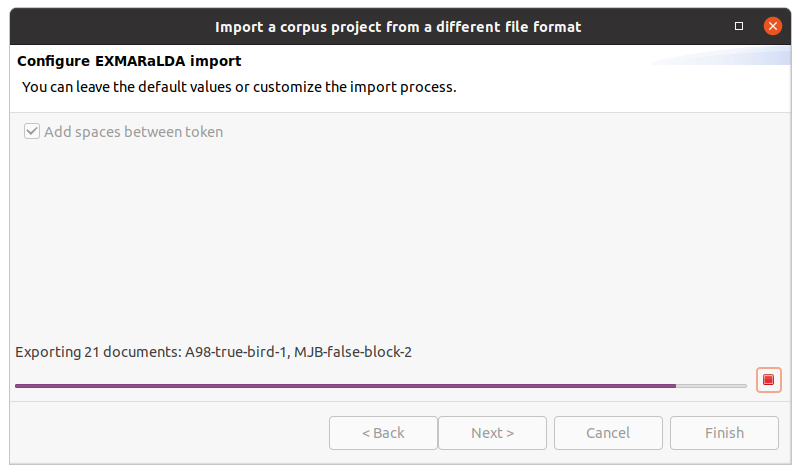 Import a corpus project from a different file format
Configure EXMARaLDA import
You can leave the default values or customize the import process.
Add spaces between token
Exporting 21 documents: A98-true-bird-1, MJB-false-block-2
< Back Next > Cancel Finish